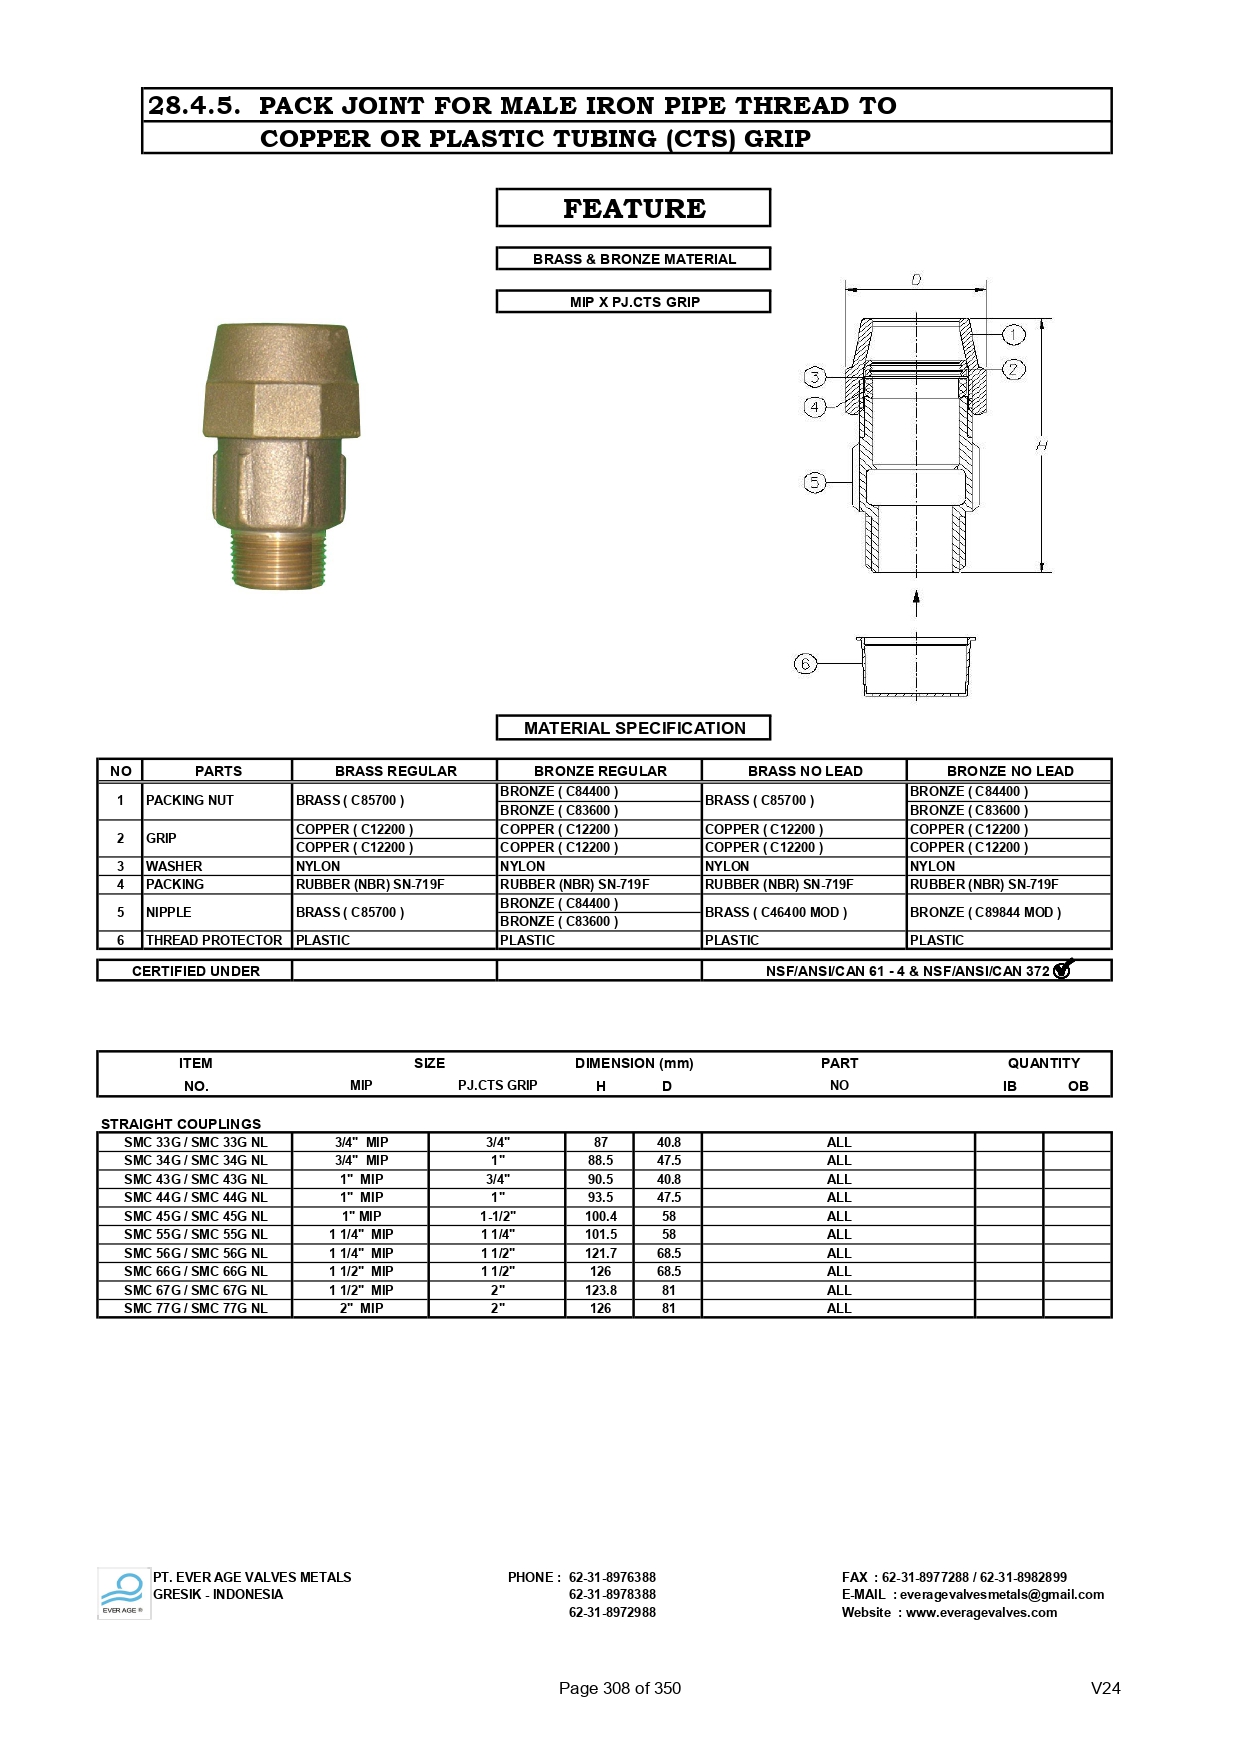 28.4.5. PACK JOINT FOR MALE IRON PIPE THREAD TO
COPPER OR PLASTIC TUBING (CTS) GRIP
FEATURE
BRASS & BRONZE MATERIAL
MIP X PJ.CTS GRIP
D
1
2
3
4
H
5
6
MATERIAL SPECIFICATION
NO PARTS BRASS REGULAR BRONZE REGULAR BRASS NO LEAD BRONZE NO LEAD
1 PACKING NUT BRASS ( C85700 ) BRONZE ( C84400 ) BRASS ( C85700 ) BRONZE ( C84400 )
BRONZE ( C83600 ) BRONZE ( C83600 )
2 GRIP COPPER ( C12200 ) COPPER ( C12200 ) COPPER ( C12200 ) COPPER ( C12200 )
COPPER ( C12200 ) COPPER ( C12200 ) COPPER ( C12200 ) COPPER ( C12200 )
3 WASHER NYLON NYLON NYLON NYLON
4 PACKING RUBBER (NBR) SN-719F RUBBER (NBR) SN-719F RUBBER (NBR) SN-719F RUBBER (NBR) SN-719F
5 NIPPLE BRASS ( C85700 ) BRONZE ( C84400 ) BRASS ( C46400 MOD ) BRONZE ( C89844 MOD )
BRONZE ( C83600 )
6 THREAD PROTECTOR PLASTIC PLASTIC PLASTIC PLASTIC
CERTIFIED UNDER NSF/ANSI/CAN 61 - 4 & NSF/ANSI/CAN 372
ITEM SIZE DIMENSION (mm) PART QUANTITY
NO. MIP PJ.CTS GRIP H D NO IB OB
STRAIGHT COUPLINGS
SMC 33G / SMC 33G NL 3/4" MIP 3/4" 87 40.8 ALL
SMC 34G / SMC 34G NL 3/4" MIP 1" 88.5 47.5 ALL
SMC 43G / SMC 43G NL 1" MIP 3/4" 90.5 40.8 ALL
SMC 44G / SMC 44G NL 1" MIP 1" 93.5 47.5 ALL
SMC 45G / SMC 45G NL 1" MIP 1-1/2" 100.4 58 ALL
SMC 55G / SMC 55G NL 1 1/4" MIP 1 1/4" 101.5 58 ALL
SMC 56G / SMC 56G NL 1 1/4" MIP 1 1/2" 121.7 68.5 ALL
SMC 66G / SMC 66G NL 1 1/2" MIP 1 1/2" 126 68.5 ALL
SMC 67G / SMC 67G NL 1 1/2" MIP 2" 123.8 81 ALL
SMC 77G / SMC 77G NL 2" MIP 2" 126 81 ALL
EVER AGE ®
PT. EVER AGE VALVES METALS PHONE : 62-31-8976388 FAX : 62-31-8977288 / 62-31-8982899
GRESIK - INDONESIA 62-31-8978388 E-MAIL : everagevalvesmetals@gmail.com
62-31-8972988 Website : www.everagevalves.com
Page 308 of 350 V24